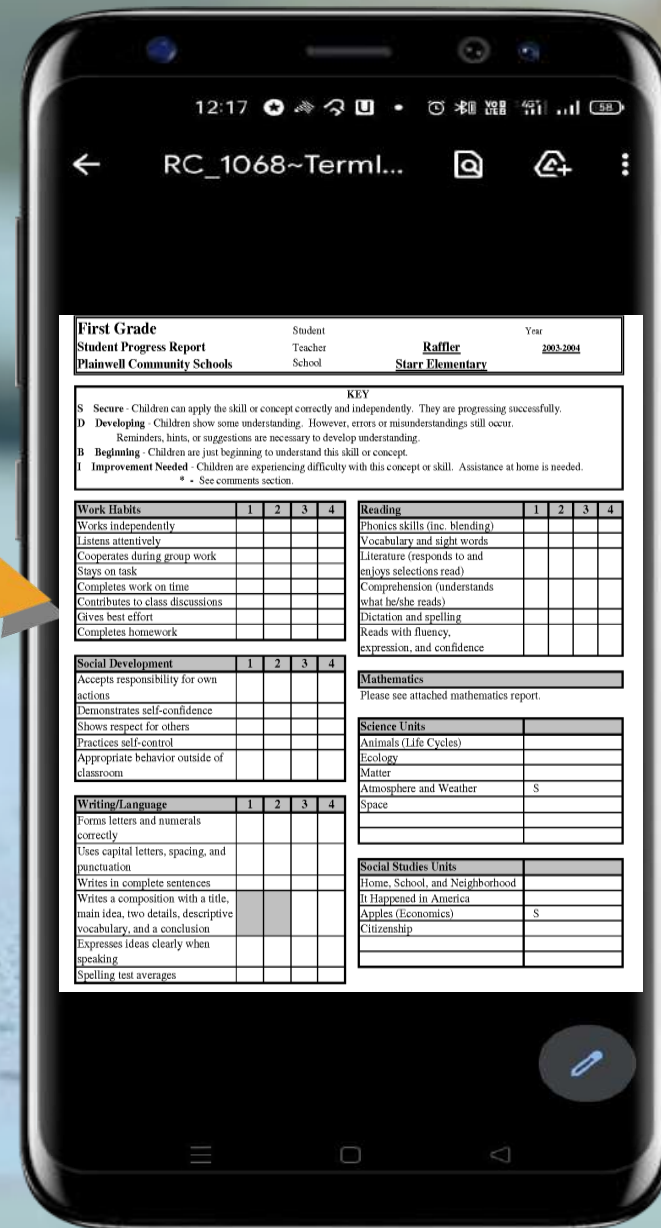 12:17
58
RC_1068~TermI...
First Grade Student Year
Student Progress Report Teacher Raffler 2003-2004
Plainwell Community Schools School Starr Elementary
KEY
S Secure - Children can apply the skill or concept correctly and independently. They are progressing successfully.
D Developing - Children show some understanding. However, errors or misunderstandings still occur.
Reminders, hints, or suggestions are necessary to develop understanding.
B Beginning - Children are just beginning to understand this skill or concept.
I Improvement Needed - Children are experiencing difficulty with this concept or skill. Assistance at home is needed.
* - See comments section.
Work Habits 1 2 3 4
Works independently
Listens attentively
Cooperates during group work
Stays on task
Completes work on time
Contributes to class discussions
Gives best effort
Completes homework
Social Development 1 2 3 4
Accepts responsibility for own
actions
Demonstrates self-confidence
Shows respect for others
Practices self-control
Appropriate behavior outside of
classroom
Writing/Language 1 2 3 4
Forms letters and numerals
correctly
Uses capital letters, spacing, and
punctuation
Writes in complete sentences
Writes a composition with a title,
main idea, two details, descriptive
vocabulary, and a conclusion
Expresses ideas clearly when
speaking
Spelling test averages
Reading 1 2 3 4
Phonics skills (inc. blending)
Vocabulary and sight words
Literature (responds to and
enjoys selections read)
Comprehension (understands
what he/she reads)
Dictation and spelling
Reads with fluency,
expression, and confidence
Mathematics
Please see attached mathematics report.
Science Units
Animals (Life Cycles)
Ecology
Matter
Atmosphere and Weather S
Space
Social Studies Units
Home, School, and Neighborhood
It Happened in America
Apples (Economics) S
Citizenship